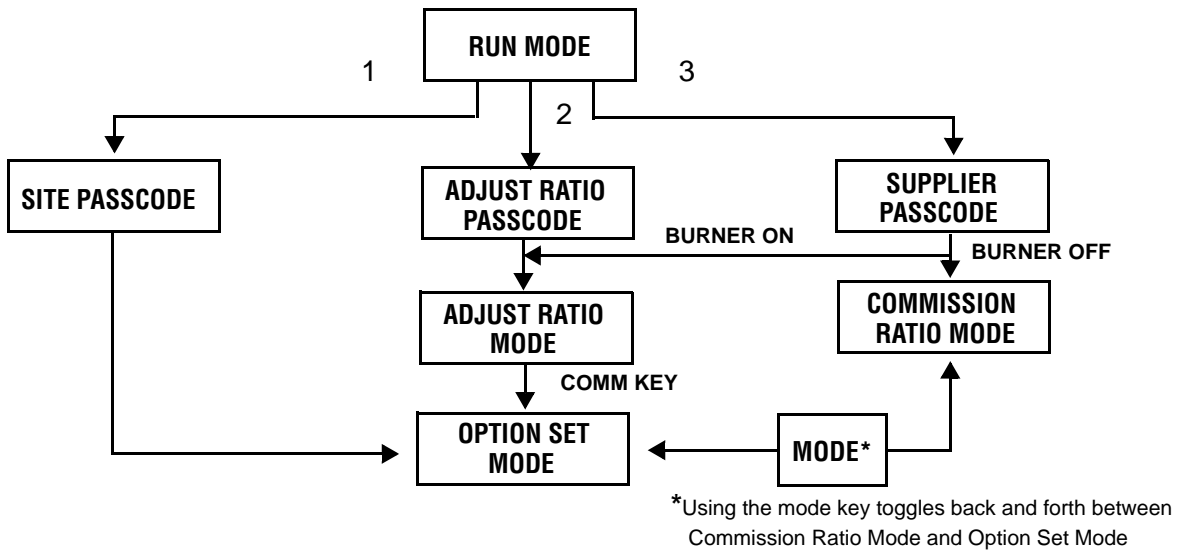 RUN MODE
1
3
2
SITE PASSCODE
ADJUST RATIO
PASSCODE
SUPPLIER
PASSCODE
BURNER ON
BURNER OFF
ADJUST RATIO
MODE
COMMISSION
RATIO MODE
COMM KEY
OPTION SET
MODE
MODE*
*Using the mode key toggles back and forth between
Commission Ratio Mode and Option Set Mode